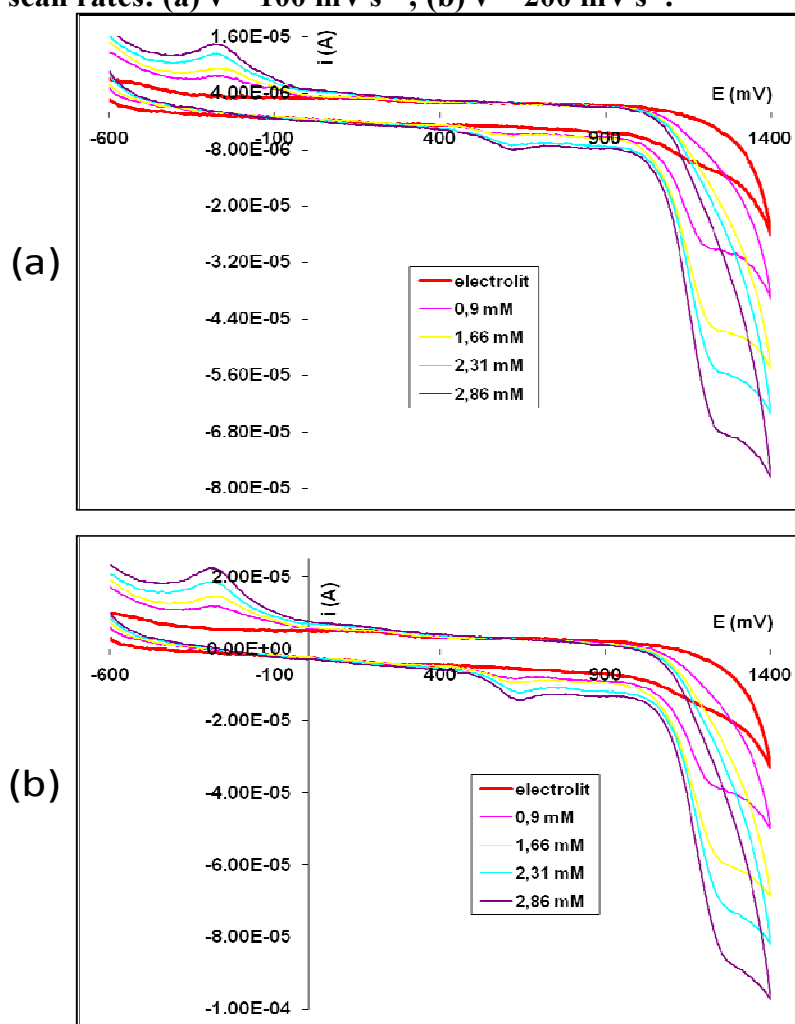 scan rates: (a) v = 100 mV s⁻¹; (b) v = 200 mV s⁻¹.
(a)
1.60E-05
i (A)
4.00E-06
E (mV)
-600
-100
400
900
1400
-8.00E-06
-2.00E-05
-3.20E-05
-4.40E-05
-5.60E-05
-6.80E-05
-8.00E-05
electrolit
0,9 mM
1,66 mM
2,31 mM
2,86 mM
(b)
2.00E-05
i (A)
E (mV)
0.00E+00
-600
-100
400
900
1400
-2.00E-05
-4.00E-05
-6.00E-05
-8.00E-05
-1.00E-04
electrolit
0,9 mM
1,66 mM
2,31 mM
2,86 mM